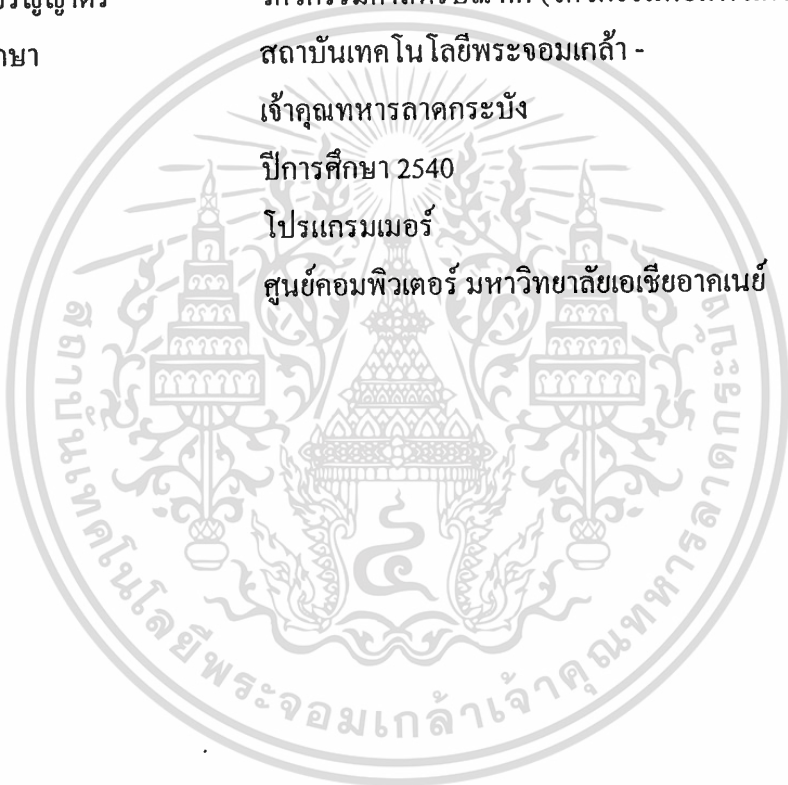 สถาบันเทคโนโลยีพระจอมเกล้า -
เจ้าคุณทหารลาดกระบัง
ปีการศึกษา 2540
โปรแกรมเมอร์
ศูนย์คอมพิวเตอร์ มหาวิทยาลัยเอเชียอาคเนย์
สถาบันเทคโนโลยีพระจอมเกล้าเจ้าคุณทหารลาดกระบัง